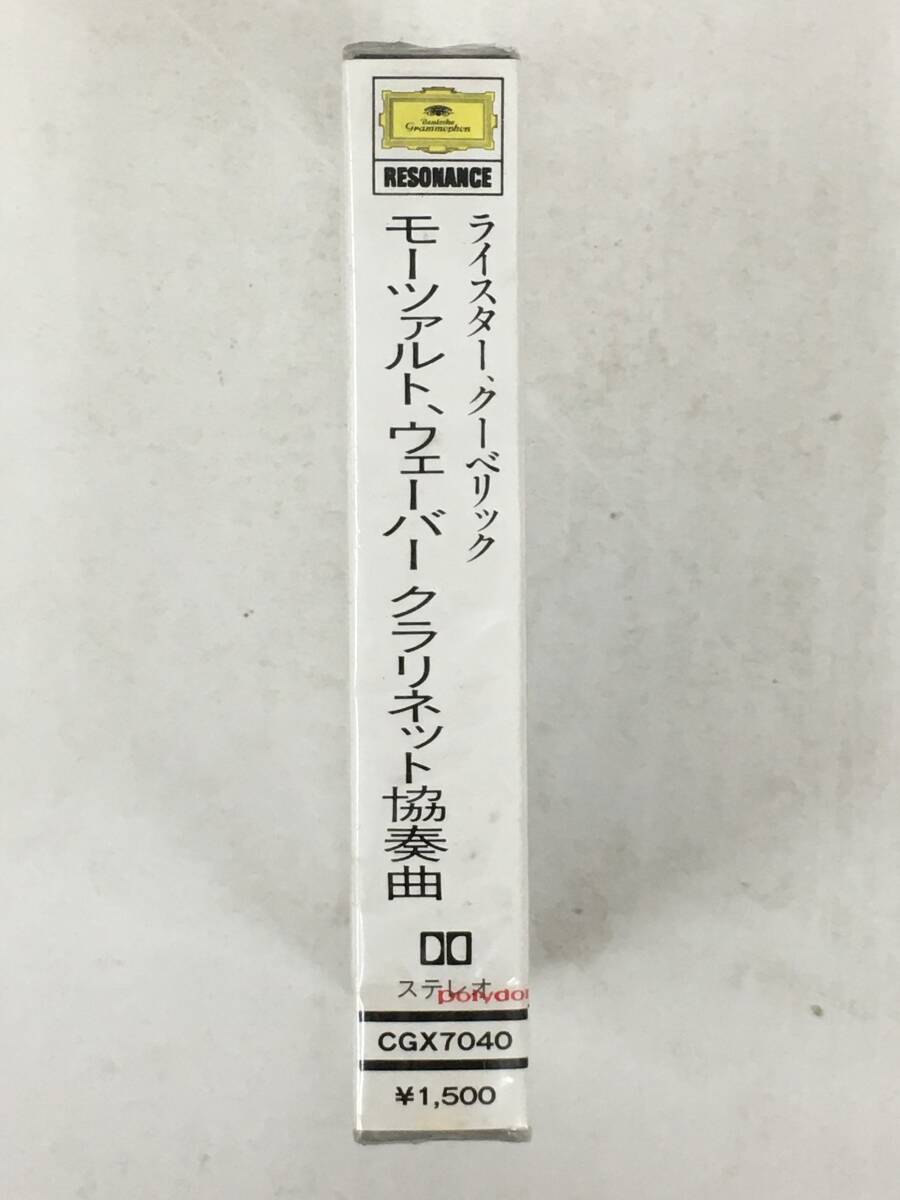 Deutsche
Grammophon
RESONANCE
ライスター、クーベリック
モーツァルト、ウェーバー クラリネット協奏曲
ステレオ
polydor
CGX7040
¥1,500